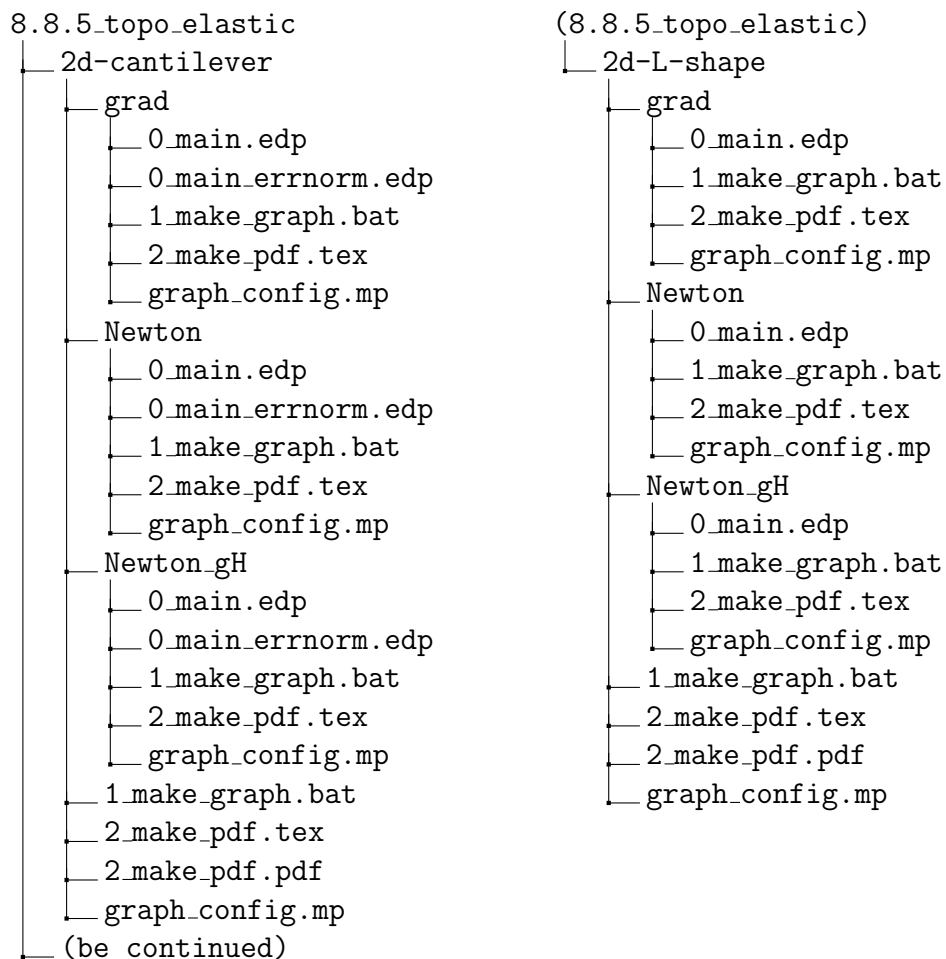 8.8.5_topo_elastic
2d-cantilever
grad
0_main.edp
0_main_errnorm.edp
1_make_graph.bat
2_make_pdf.tex
graph_config.mp
Newton
0_main.edp
0_main_errnorm.edp
1_make_graph.bat
2_make_pdf.tex
graph_config.mp
Newton_gH
0_main.edp
0_main_errnorm.edp
1_make_graph.bat
2_make_pdf.tex
graph_config.mp
1_make_graph.bat
2_make_pdf.tex
2_make_pdf.pdf
graph_config.mp
(be continued)
(8.8.5_topo_elastic)
2d-L-shape
grad
0_main.edp
1_make_graph.bat
2_make_pdf.tex
graph_config.mp
Newton
0_main.edp
1_make_graph.bat
2_make_pdf.tex
graph_config.mp
Newton_gH
0_main.edp
1_make_graph.bat
2_make_pdf.tex
graph_config.mp
1_make_graph.bat
2_make_pdf.tex
2_make_pdf.pdf
graph_config.mp